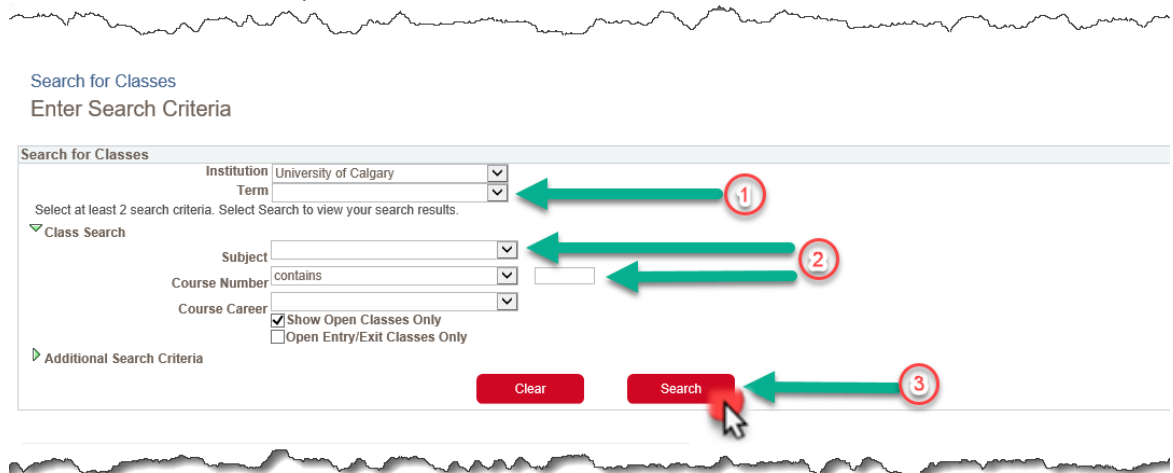 Search for Classes
Enter Search Criteria
Search for Classes
Institution University of Calgary
Term
1
Select at least 2 search criteria. Select Search to view your search results.
Class Search
Subject
2
Course Number contains
Course Career
Show Open Classes Only
Open Entry/Exit Classes Only
Additional Search Criteria
Clear Search 3